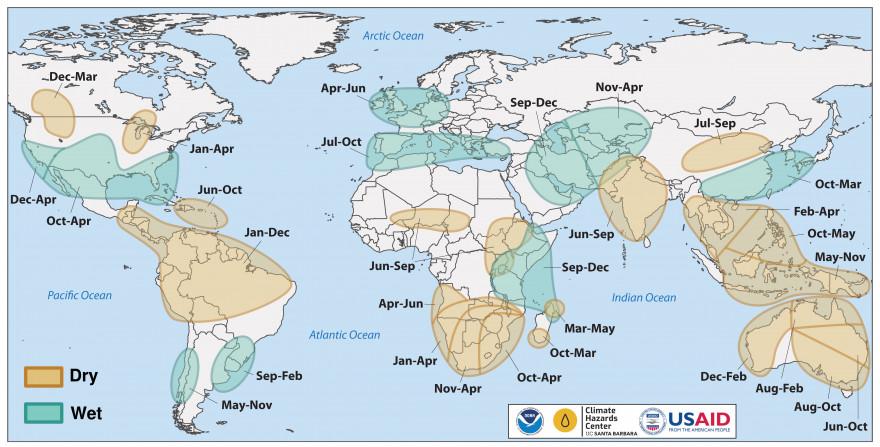 Arctic Ocean
Dec-Mar
Apr-Jun
Nov-Apr
Sep-Dec
Jul-Sep
Jul-Oct
Jan-Apr
Oct-Mar
Jun-Oct
Dec-Apr
Oct-Apr
Feb-Apr
Jan-Dec
Jun-Sep
Oct-May
May-Nov
Jun-Sep
Sep-Dec
Pacific Ocean
Indian Ocean
Apr-Jun
Atlantic Ocean
Mar-May
Oct-Mar
Jan-Apr
Dry
Sep-Feb
Nov-Apr
Oct-Apr
Dec-Feb
Aug-Feb
Wet
May-Nov
Aug-Oct
Jun-Oct
Climate
Hazards
Center
UC SANTA BARBARA
USAID
FROM THE AMERICAN PEOPLE